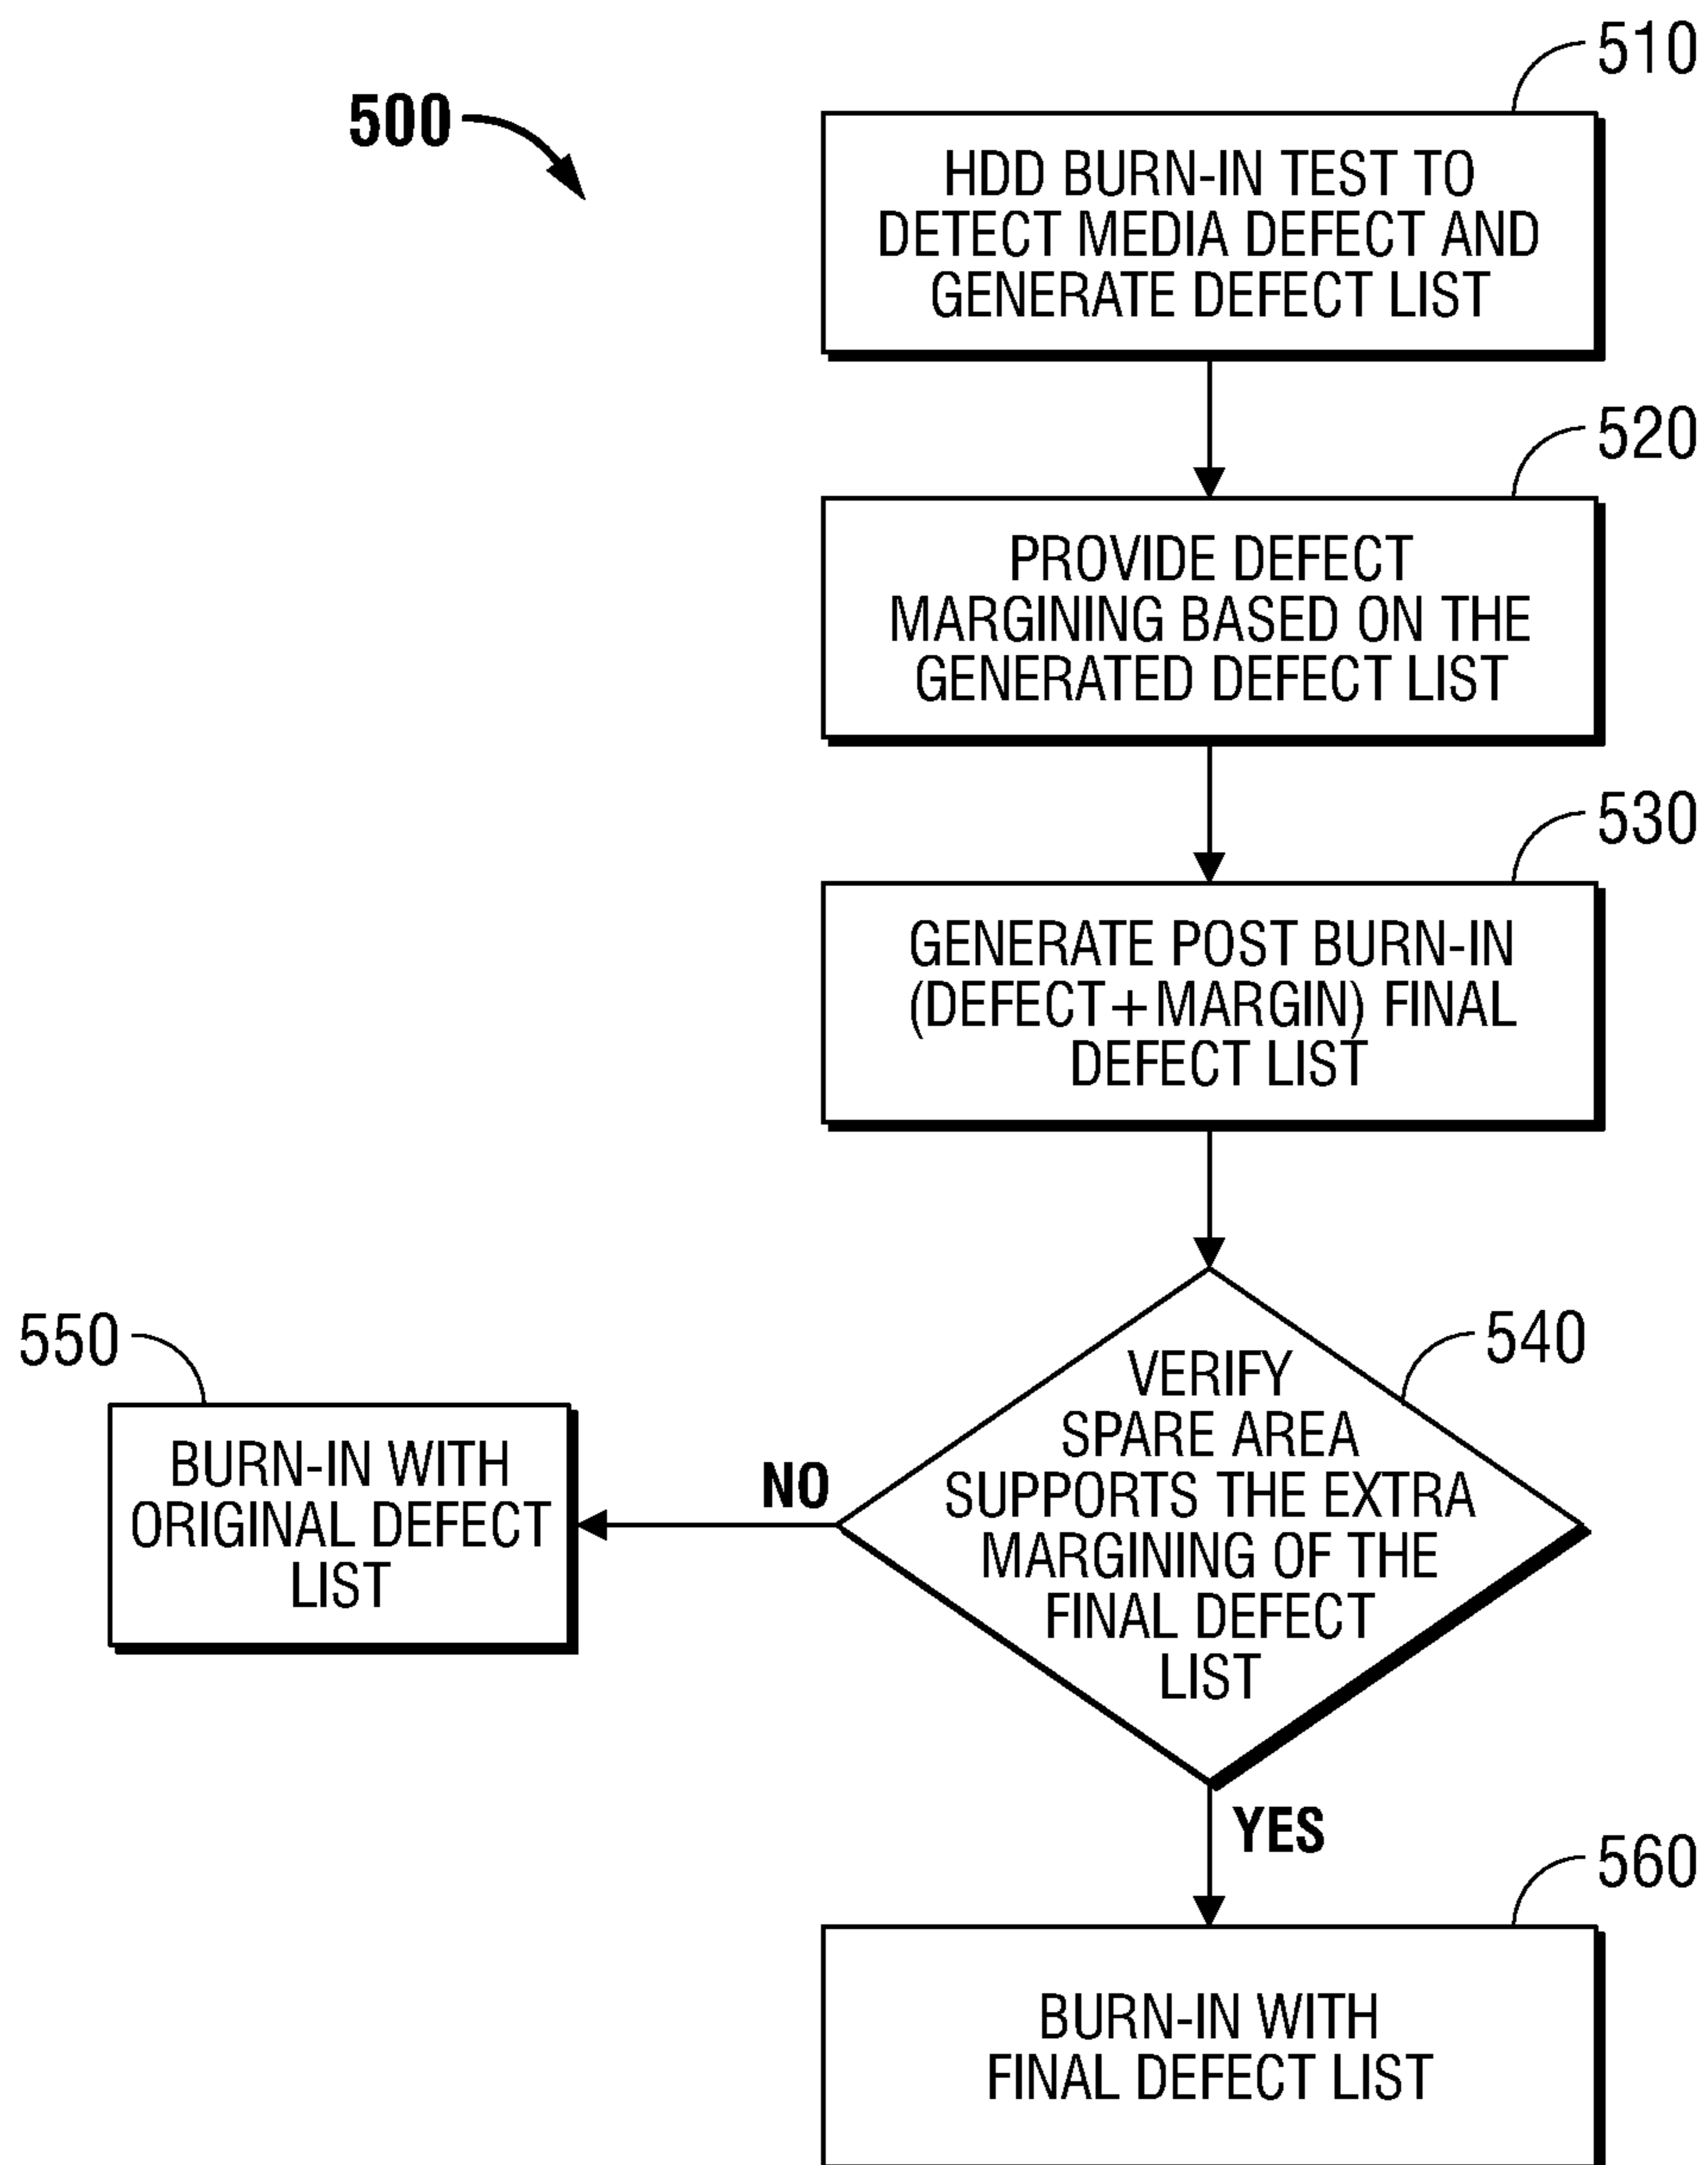 500
510
HDD BURN-IN TEST TO
DETECT MEDIA DEFECT AND
GENERATE DEFECT LIST
520
PROVIDE DEFECT
MARGINING BASED ON THE
GENERATED DEFECT LIST
530
GENERATE POST BURN-IN
(DEFECT+MARGIN) FINAL
DEFECT LIST
540
VERIFY
SPARE AREA
SUPPORTS THE EXTRA
MARGINING OF THE
FINAL DEFECT
LIST
NO
550
BURN-IN WITH
ORIGINAL DEFECT
LIST
YES
560
BURN-IN WITH
FINAL DEFECT LIST